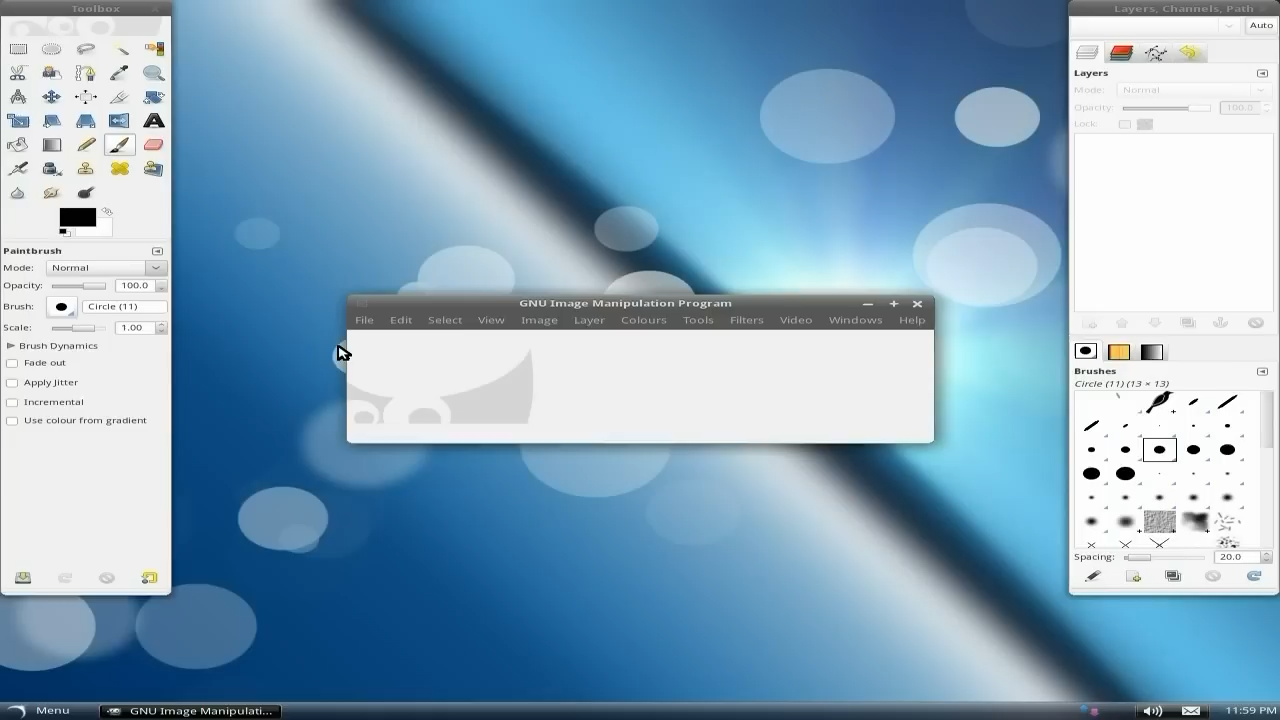 Toolbox
Paintbrush
Mode: Normal
Opacity: 100.0
Brush: Circle (11)
Scale: 1.00
Brush Dynamics
Fade out
Apply Jitter
Incremental
Use colour from gradient
GNU Image Manipulation Program
File Edit Select View Image Layer Colours Tools Filters Video Windows Help
Layers, Channels, Path
Auto
Layers
Mode: Normal
Opacity: 100.0
Lock:
Brushes
Circle (11) (13 × 13)
Spacing: 20.0
Menu GNU Image Manipulati... 11:59 PM